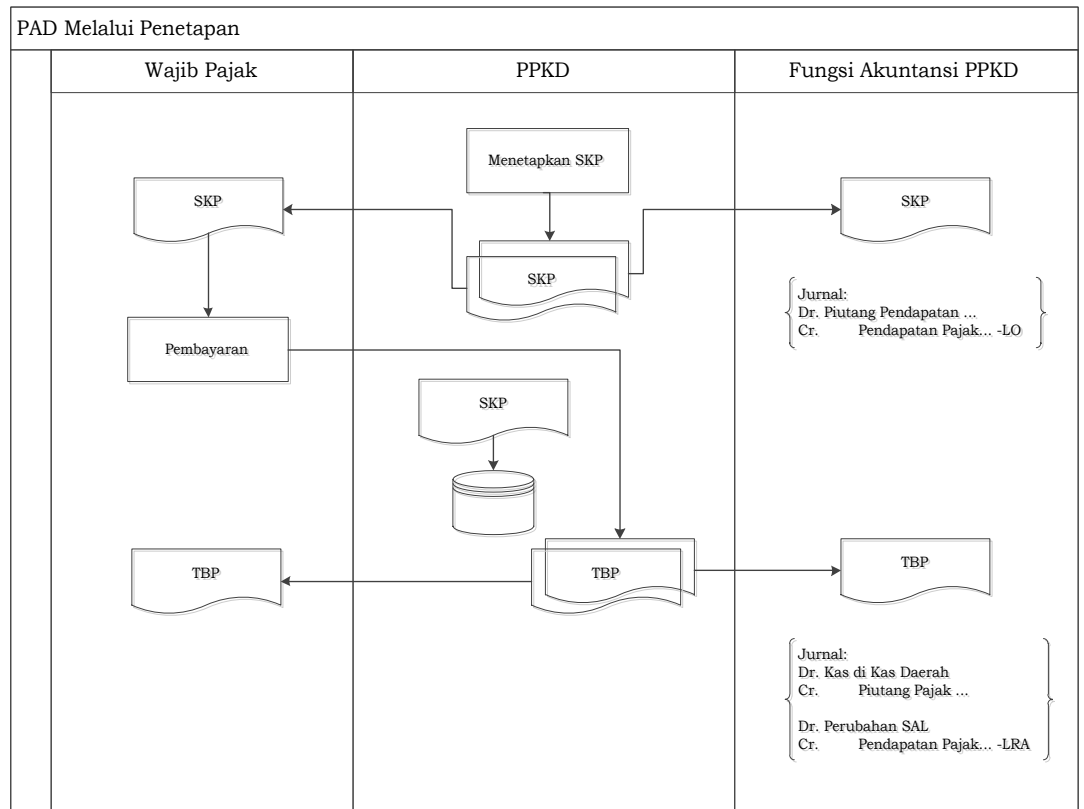 PAD Melalui Penetapan
Wajib Pajak
PPKD
Fungsi Akuntansi PPKD
Menetapkan SKP
SKP
SKP
SKP
Jurnal:
Dr. Piutang Pendapatan ...
Cr. Pendapatan Pajak... -LO
Pembayaran
SKP
TBP
TBP
TBP
Jurnal:
Dr. Kas di Kas Daerah
Cr. Piutang Pajak ...
Dr. Perubahan SAL
Cr. Pendapatan Pajak... -LRA